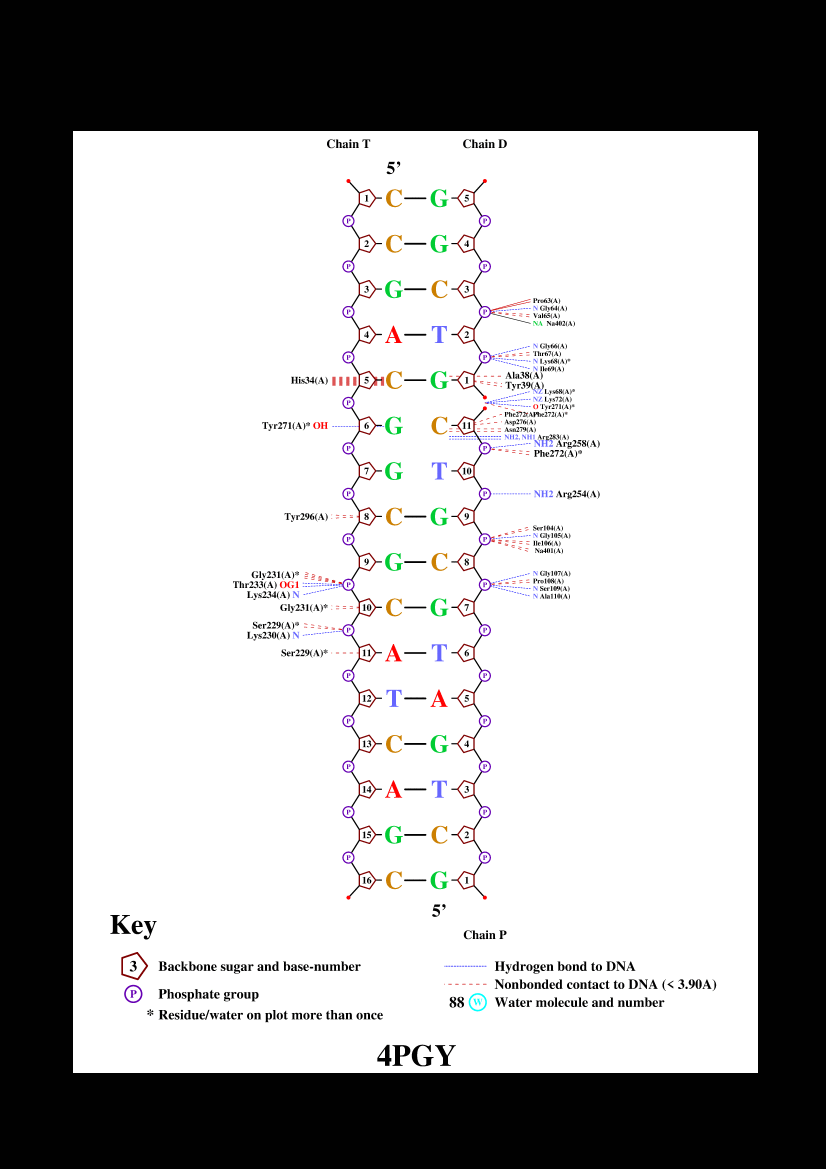 Chain T Chain D
5’
1 C G 5
P P
2 C G 4
P P
3 G C 3
Pro63(A)
N Gly64(A)
P P
Val65(A)
NA Na402(A)
4 A T 2
N Gly66(A)
Thr67(A)
P P
N Lys68(A)*
N Ile69(A)
Ala38(A)
His34(A) 5 C G 1
Tyr39(A)
NZ Lys68(A)*
NZ Lys72(A)
P
O Tyr271(A)*
Phe272(A)Phe272(A)*
Asp276(A)
Tyr271(A)* OH 6 G C 11
Asn279(A)
NH2, NH1 Arg283(A)
NH2 Arg258(A)
P P
Phe272(A)*
7 G T 10
P P NH2 Arg254(A)
Tyr296(A) 8 C G 9
Ser104(A)
N Gly105(A)
P P
Ile106(A)
Na401(A)
9 G C 8
Gly231(A)* N Gly107(A)
Thr233(A) OG1 P P Pro108(A)
N Ser109(A)
Lys234(A) N N Ala110(A)
Gly231(A)* 10 C G 7
Ser229(A)*
P P
Lys230(A) N
Ser229(A)* 11 A T 6
P P
12 T A 5
P P
13 C G 4
P P
14 A T 3
P P
15 G C 2
P P
16 C G 1
5’
Key
Chain P
3 Backbone sugar and base-number
P Phosphate group
* Residue/water on plot more than once
Hydrogen bond to DNA
Nonbonded contact to DNA (< 3.90A)
88 W Water molecule and number
4PGY